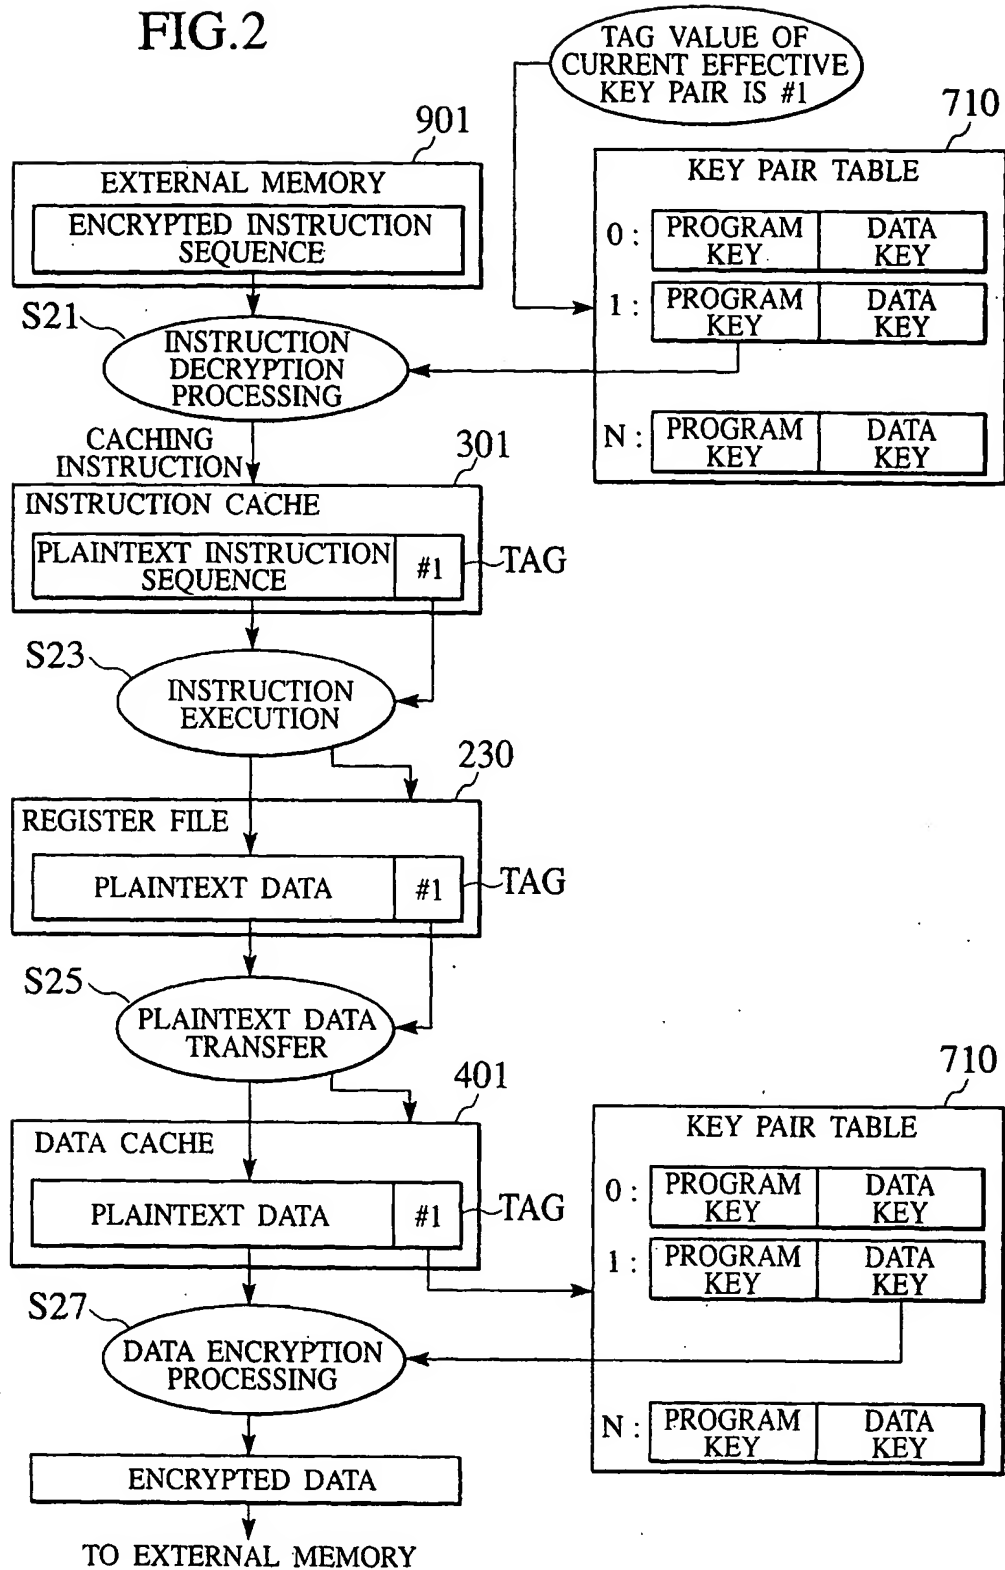 FIG.2
TAG VALUE OF
CURRENT EFFECTIVE
KEY PAIR IS #1
901
EXTERNAL MEMORY
ENCRYPTED INSTRUCTION
SEQUENCE
710
KEY PAIR TABLE
0 : PROGRAM KEY DATA KEY
1 : PROGRAM KEY DATA KEY
N : PROGRAM KEY DATA KEY
S21
INSTRUCTION
DECRYPTION
PROCESSING
CACHING
INSTRUCTION
301
INSTRUCTION CACHE
PLAINTEXT INSTRUCTION
SEQUENCE
#1
TAG
S23
INSTRUCTION
EXECUTION
230
REGISTER FILE
PLAINTEXT DATA
#1
TAG
S25
PLAINTEXT DATA
TRANSFER
401
DATA CACHE
PLAINTEXT DATA
#1
TAG
710
KEY PAIR TABLE
0 : PROGRAM KEY DATA KEY
1 : PROGRAM KEY DATA KEY
N : PROGRAM KEY DATA KEY
S27
DATA ENCRYPTION
PROCESSING
ENCRYPTED DATA
TO EXTERNAL MEMORY